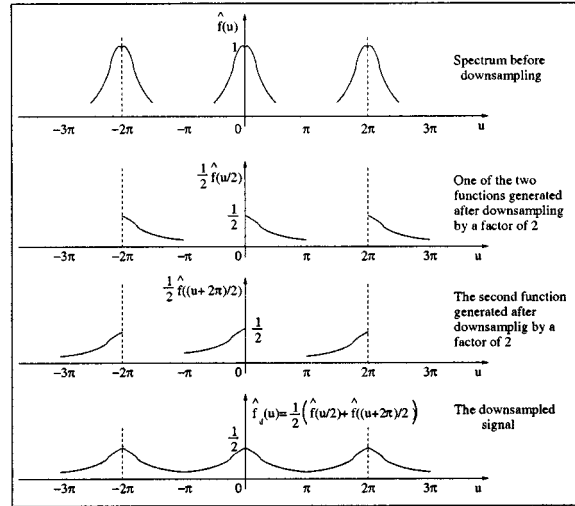 f̂(u)
1
Spectrum before
downsampling
−3π −2π −π 0 π 2π 3π u
½ f̂(u/2)
½
One of the two
functions generated
after downsampling
by a factor of 2
−3π −2π −π 0 π 2π 3π u
½ f̂((u+ 2π)/2)
½
The second function
generated after
downsamplig by a
factor of 2
−3π −2π −π 0 π 2π 3π u
f̂_d(u)=½(f̂(u/2)+ f̂((u+2π)/2)
½
The downsampled
signal
−3π −2π −π 0 π 2π 3π u